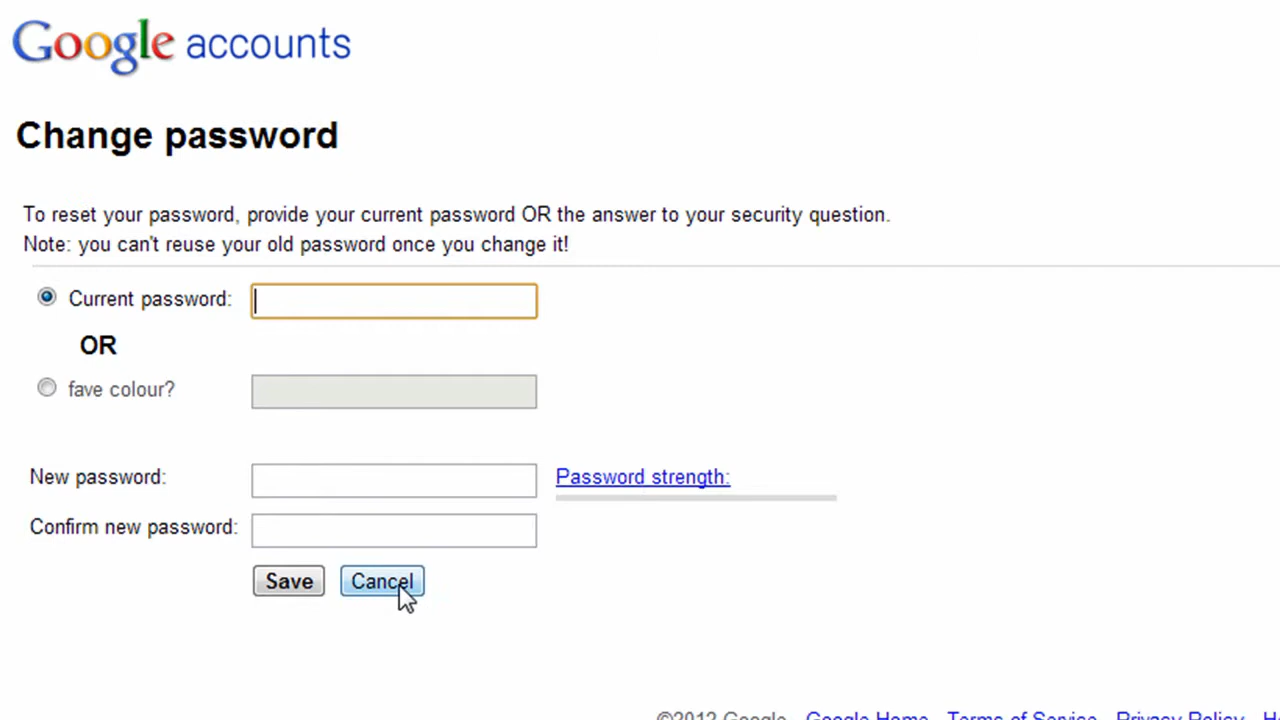 Google accounts
Change password
To reset your password, provide your current password OR the answer to your security question.
Note: you can't reuse your old password once you change it!
Current password:
OR
fave colour?
New password:
Password strength:
Confirm new password:
Save
Cancel
©2012 Google
Google Home
Terms of Service
Privacy Policy